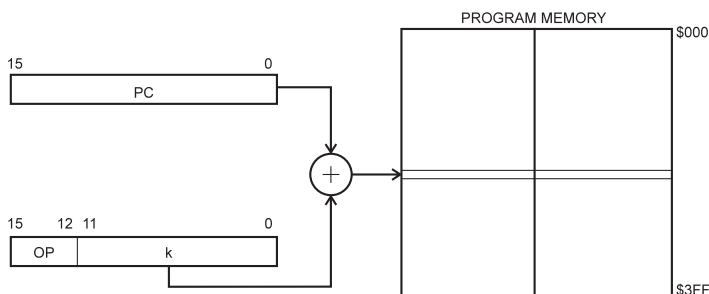 PROGRAM MEMORY
$000
15 0
PC
+
15 12 11 0
OP k
$3FF